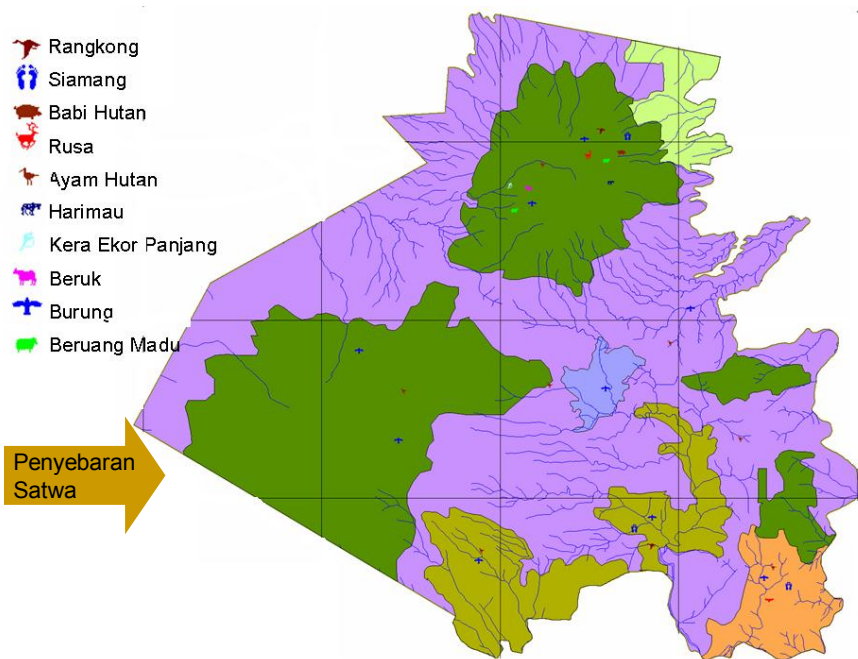 Rangkong
Siamang
Babi Hutan
Rusa
Ayam Hutan
Harimau
Kera Ekor Panjang
Beruk
Burung
Beruang Madu
Penyebaran
Satwa